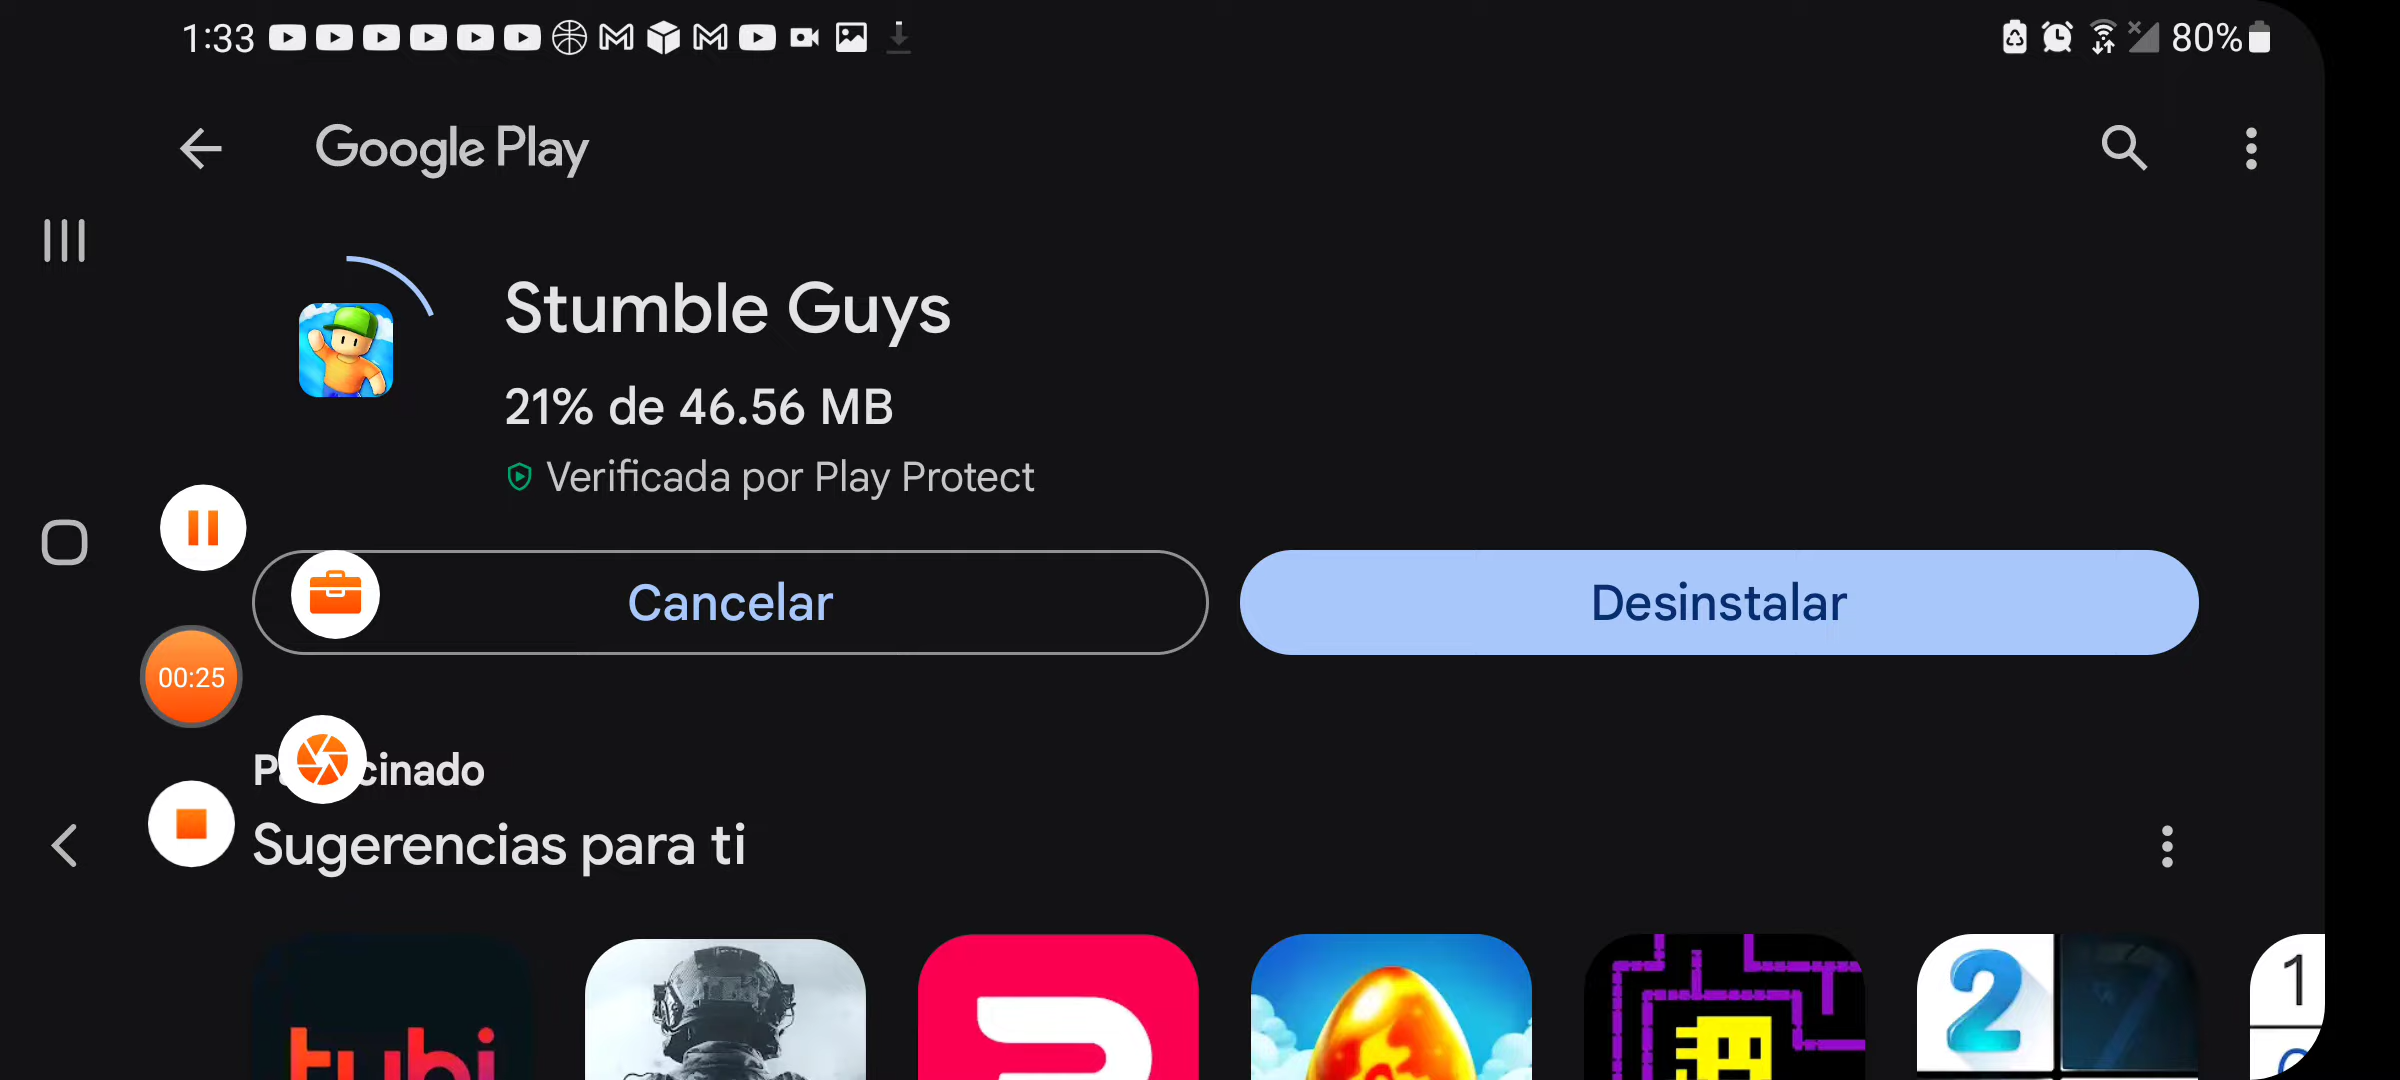 1:33
80%
Google Play
Stumble Guys
21% de 46.56 MB
Verificada por Play Protect
Cancelar
Desinstalar
00:25
Sugerencias para ti
tubi
2
1